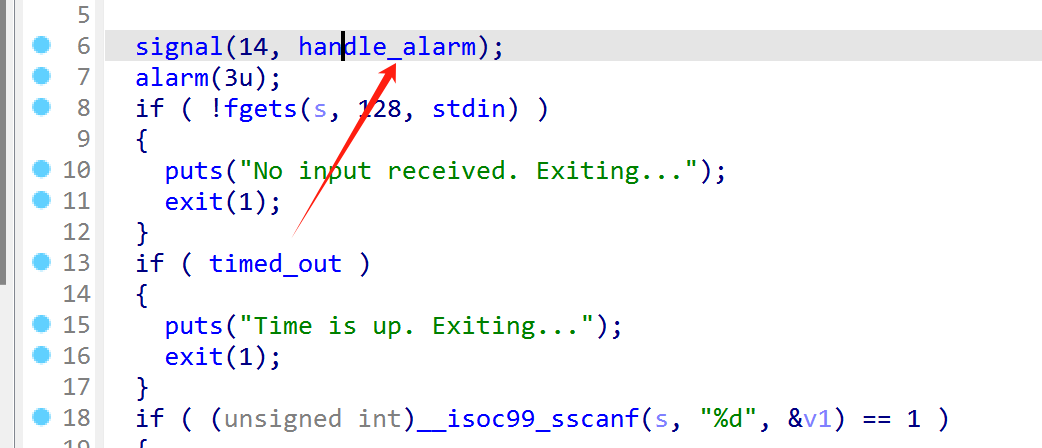 5
6 signal(14, handle_alarm);
7 alarm(3u);
8 if ( !fgets(s, 128, stdin) )
9 {
10 puts("No input received. Exiting...");
11 exit(1);
12 }
13 if ( timed_out )
14 {
15 puts("Time is up. Exiting...");
16 exit(1);
17 }
18 if ( (unsigned int)__isoc99_sscanf(s, "%d", &v1) == 1 )
19 {